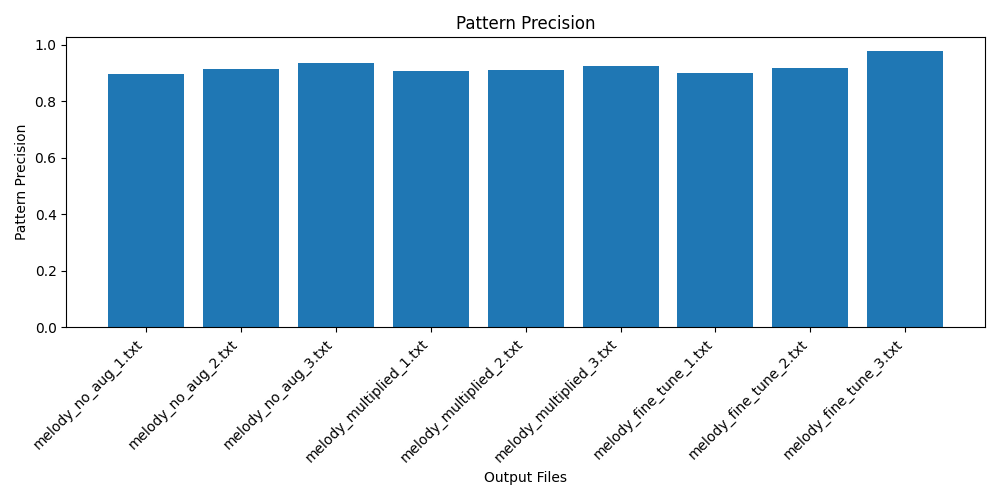 Pattern Precision
Pattern Precision
1.0
0.8
0.6
0.4
0.2
0.0
melody_no_aug_1.txt
melody_no_aug_2.txt
melody_no_aug_3.txt
melody_multiplied_1.txt
melody_multiplied_2.txt
melody_multiplied_3.txt
melody_fine_tune_1.txt
melody_fine_tune_2.txt
melody_fine_tune_3.txt
Output Files